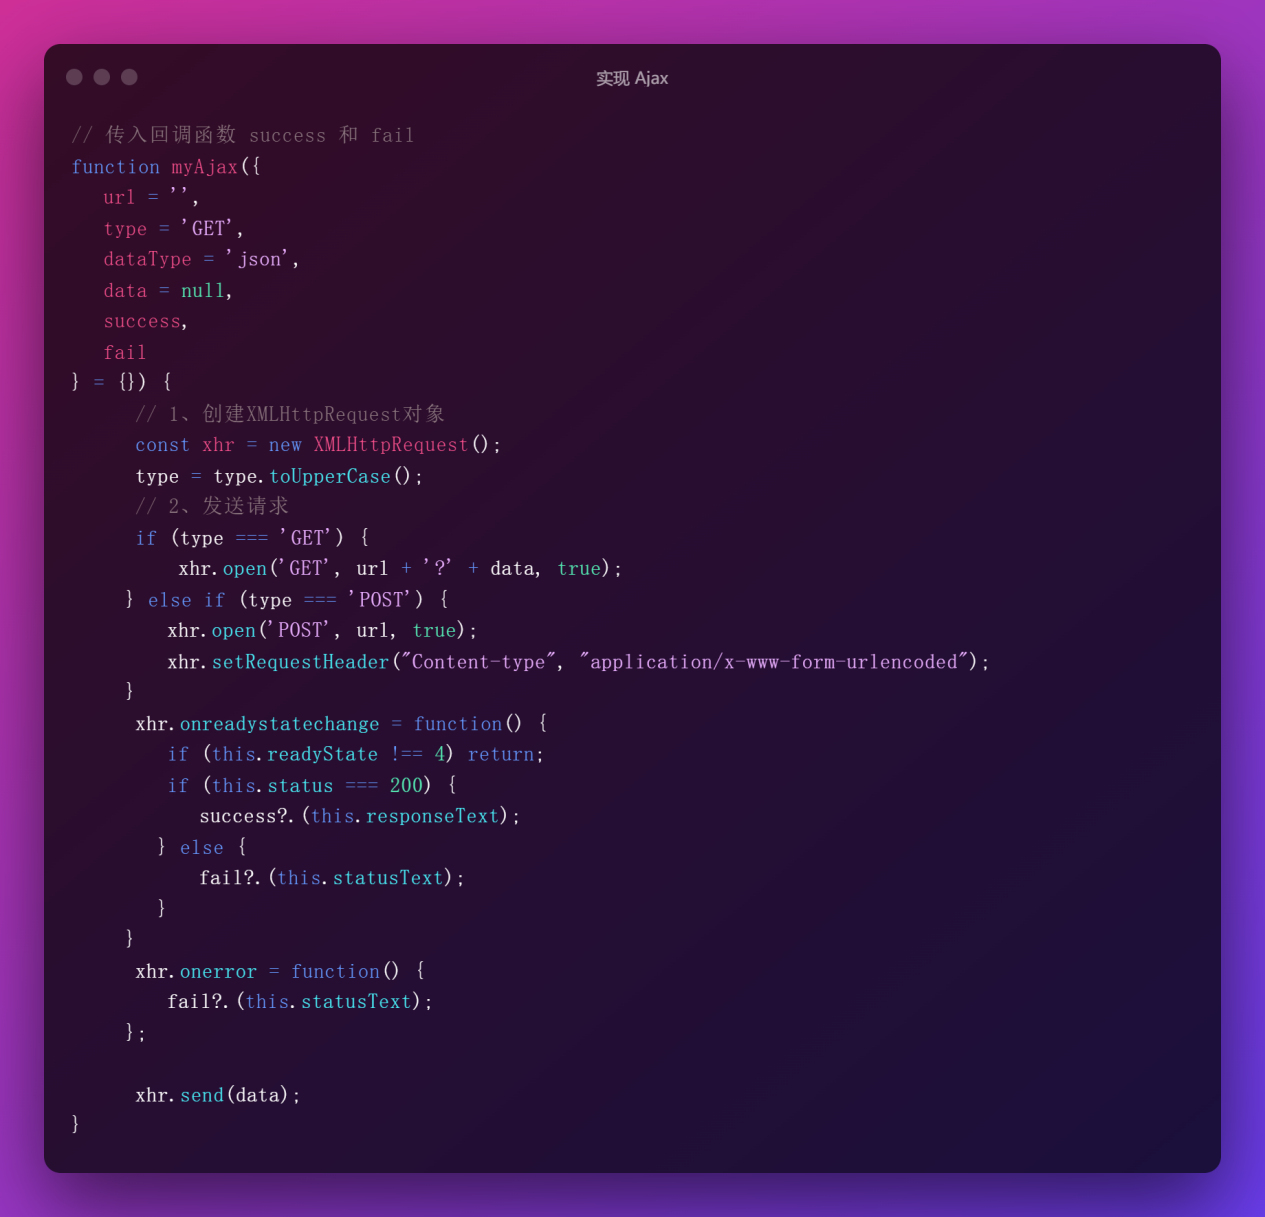 实现 Ajax
// 传入回调函数 success 和 fail
function myAjax({
   url = '',
   type = 'GET',
   dataType = 'json',
   data = null,
   success,
   fail
} = {}) {
      // 1、创建XMLHttpRequest对象
      const xhr = new XMLHttpRequest();
      type = type.toUpperCase();
      // 2、发送请求
      if (type === 'GET') {
          xhr.open('GET', url + '?' + data, true);
     } else if (type === 'POST') {
         xhr.open('POST', url, true);
         xhr.setRequestHeader("Content-type", "application/x-www-form-urlencoded");
     }
      xhr.onreadystatechange = function() {
         if (this.readyState !== 4) return;
         if (this.status === 200) {
            success?.(this.responseText);
        } else {
            fail?.(this.statusText);
        }
     }
      xhr.onerror = function() {
         fail?.(this.statusText);
     };

      xhr.send(data);
}